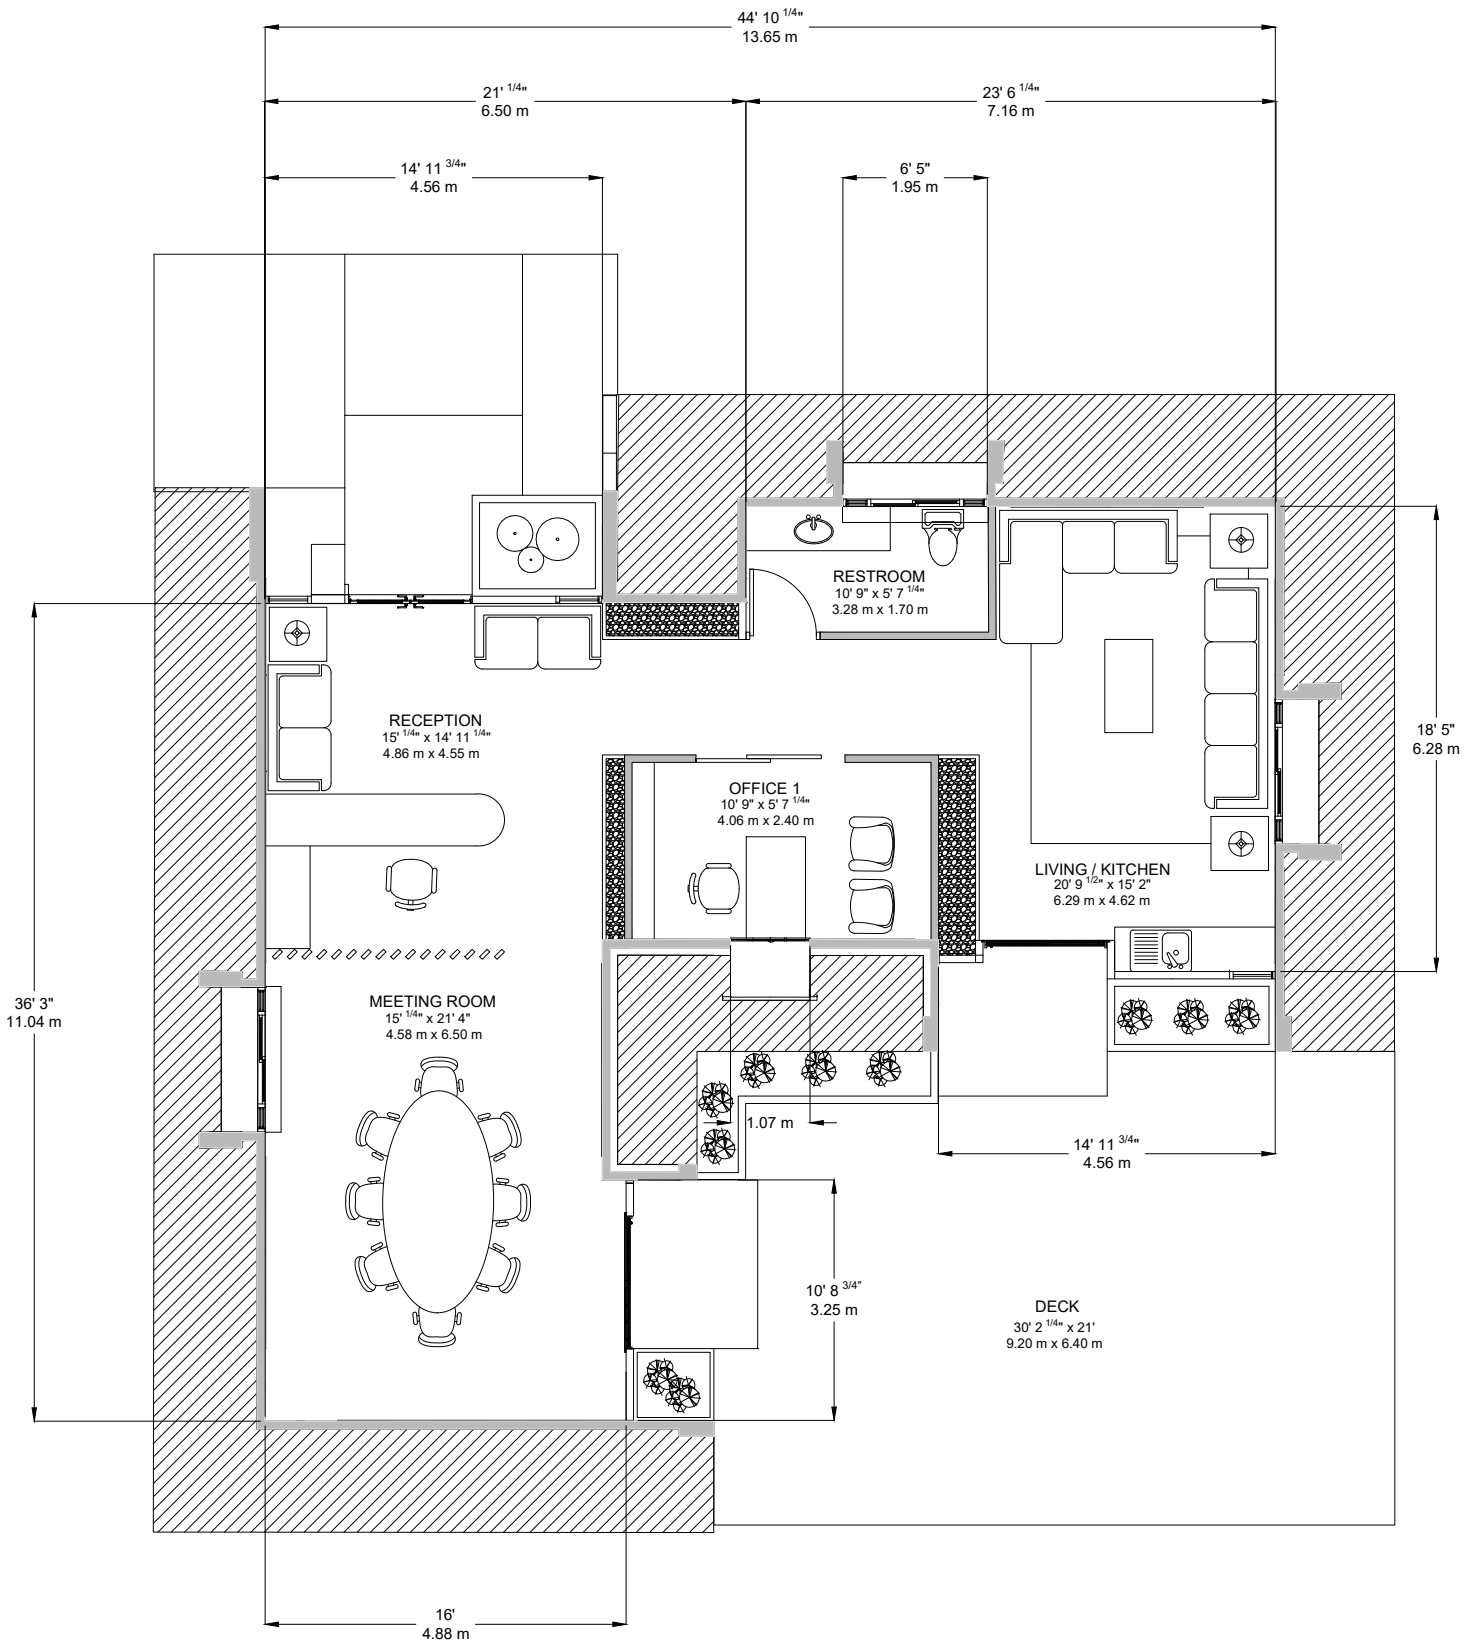 44' 10 1/4"
13.65 m
21' 1/4"
6.50 m
23' 6 1/4"
7.16 m
14' 11 3/4"
4.56 m
6' 5"
1.95 m
RESTROOM
10' 9" x 5' 7 1/4"
3.28 m x 1.70 m
RECEPTION
15' 1/4" x 14' 11 1/4"
4.86 m x 4.55 m
18' 5"
6.28 m
OFFICE 1
10' 9" x 5' 7 1/4"
4.06 m x 2.40 m
LIVING / KITCHEN
20' 9 1/2" x 15' 2"
6.29 m x 4.62 m
36' 3"
11.04 m
MEETING ROOM
15' 1/4" x 21' 4"
4.58 m x 6.50 m
1.07 m
14' 11 3/4"
4.56 m
10' 8 3/4"
3.25 m
DECK
30' 2 1/4" x 21'
9.20 m x 6.40 m
16'
4.88 m